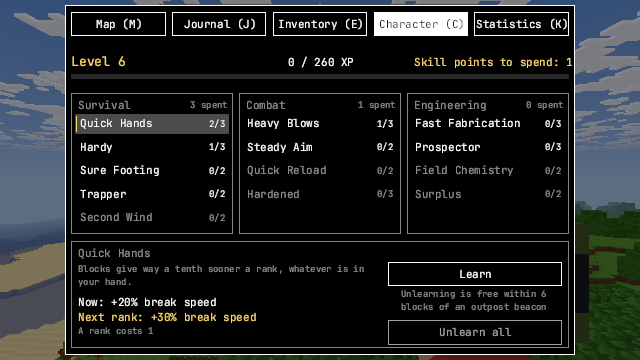 Map (M) Journal (J) Inventory (E) Character (C) Statistics (K)
Level 6 0 / 260 XP Skill points to spend: 1
Survival 3 spent
Quick Hands 2/3
Hardy 1/3
Sure Footing 0/2
Trapper 0/2
Second Wind 0/2
Combat 1 spent
Heavy Blows 1/3
Steady Aim 0/2
Quick Reload 0/2
Hardened 0/3
Engineering 0 spent
Fast Fabrication 0/3
Prospector 0/3
Field Chemistry 0/2
Surplus 0/2
Quick Hands
Blocks give way a tenth sooner a rank, whatever is in
your hand.
Now: +20% break speed
Next rank: +30% break speed
A rank costs 1
Learn
Unlearning is free within 6
blocks of an outpost beacon
Unlearn all